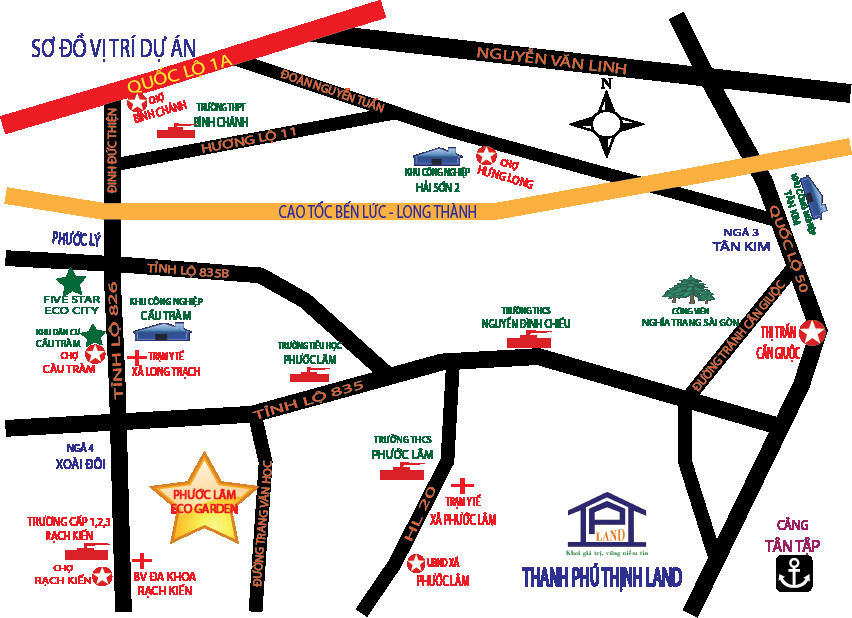 SƠ ĐỒ VỊ TRÍ DỰ ÁN
QUỐC LỘ 1A
NGUYỄN VĂN LINH
ĐOÀN NGUYỄN TUÂN
CHỢ
BÌNH CHÁNH
TRƯỜNG THPT
BÌNH CHÁNH
HƯƠNG LỘ 11
ĐINH ĐỨC THIỆN
N
KHU CÔNG NGHIỆP
HẢI SƠN 2
CHỢ
HƯNG LONG
KHU CÔNG NGHIỆP
TÂN KIM
CAO TỐC BẾN LỨC - LONG THÀNH
QUỐC LỘ 50
NGÃ 3
TÂN KIM
PHƯỚC LÝ
TỈNH LỘ 835B
FIVE STAR
ECO CITY
TỈNH LỘ 826
KHU CÔNG NGHIỆP
CẦU TRÀM
KHU DÂN CƯ
CẦU TRÀM
CHỢ
CẦU TRÀM
TRẠM Y TẾ
XÃ LONG TRẠCH
TRƯỜNG TIỂU HỌC
PHƯỚC LÂM
TRƯỜNG THCS
NGUYỄN ĐÌNH CHIỂU
CÔNG VIÊN
NGHĨA TRANG SÀI GÒN
ĐƯỜNG TRÁNH CẦN GIUỘC
THỊ TRẤN
CẦN GIUỘC
TỈNH LỘ 835
NGÃ 4
XOÀI ĐÔI
PHƯỚC LÂM
ECO GARDEN
ĐƯỜNG TRANG VĂN HỌC
TRƯỜNG THCS
PHƯỚC LÂM
HL 20
TRẠM Y TẾ
XÃ PHƯỚC LÂM
UBND XÃ
PHƯỚC LÂM
TRƯỜNG CẤP 1,2,3
RẠCH KIẾN
CHỢ
RẠCH KIẾN
BV ĐA KHOA
RẠCH KIẾN
LAND
Khơi giá trị, vững niềm tin
THANH PHÚ THỊNH LAND
CẢNG
TÂN TẬP